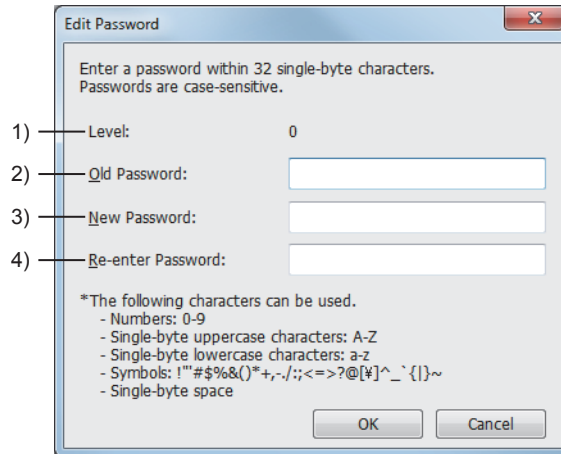 Edit Password
x
Enter a password within 32 single-byte characters.
Passwords are case-sensitive.
1) Level: 0
2) Old Password:
3) New Password:
4) Re-enter Password:
*The following characters can be used.
- Numbers: 0-9
- Single-byte uppercase characters: A-Z
- Single-byte lowercase characters: a-z
- Symbols: !"'#$%&()*+,-./:;<=>?@[¥]^_`{|}~
- Single-byte space
OK Cancel